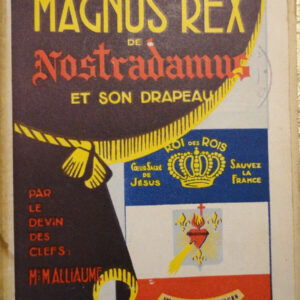 MAGNUS REX
DE
Nostradamus
ET SON DRAPEAU
ROI DES ROIS
CŒUR SACRÉ DE JÉSUS
SAUVEZ LA FRANCE
PAR
LE
DEVIN
DES
CLEFS:
Mce M. ALLIAUME